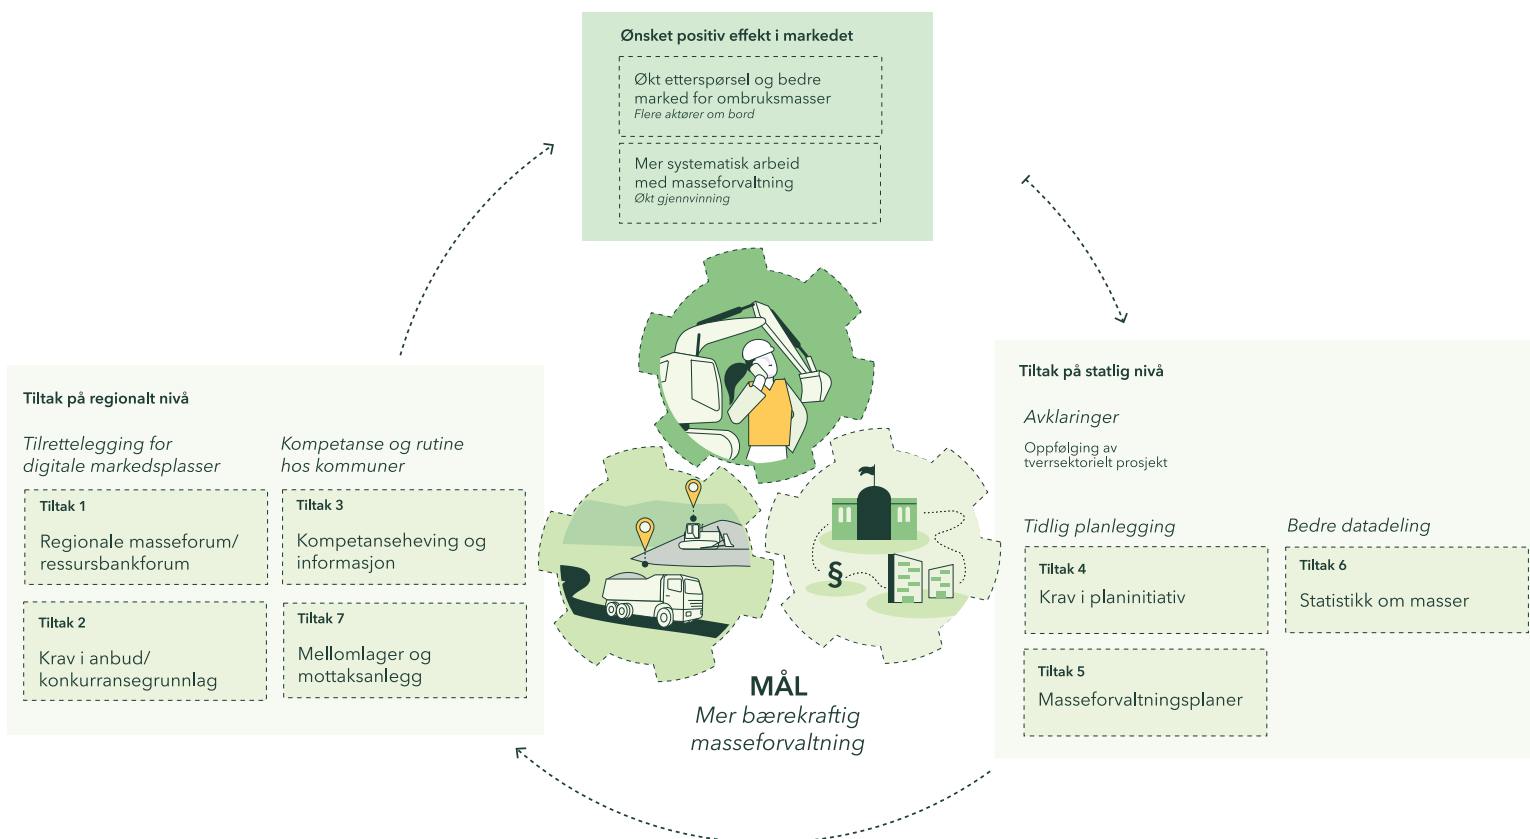 Ønsket positiv effekt i markedet
Økt etterspørsel og bedre
marked for ombruksmasser
Flere aktører om bord
Mer systematisk arbeid
med masseforvaltning
Økt gjennvinning
Tiltak på regionalt nivå
Tilrettelegging for
digitale markedsplasser
Tiltak 1
Regionale masseforum/
ressursbankforum
Tiltak 2
Krav i anbud/
konkurransegrunnlag
Kompetanse og rutine
hos kommuner
Tiltak 3
Kompetanseheving og
informasjon
Tiltak 7
Mellomlager og
mottaksanlegg
§
MÅL
Mer bærekraftig
masseforvaltning
Tiltak på statlig nivå
Avklaringer
Oppfølging av
tverrsektorielt prosjekt
Tidlig planlegging
Tiltak 4
Krav i planinitiativ
Tiltak 5
Masseforvaltningsplaner
Bedre datadeling
Tiltak 6
Statistikk om masser